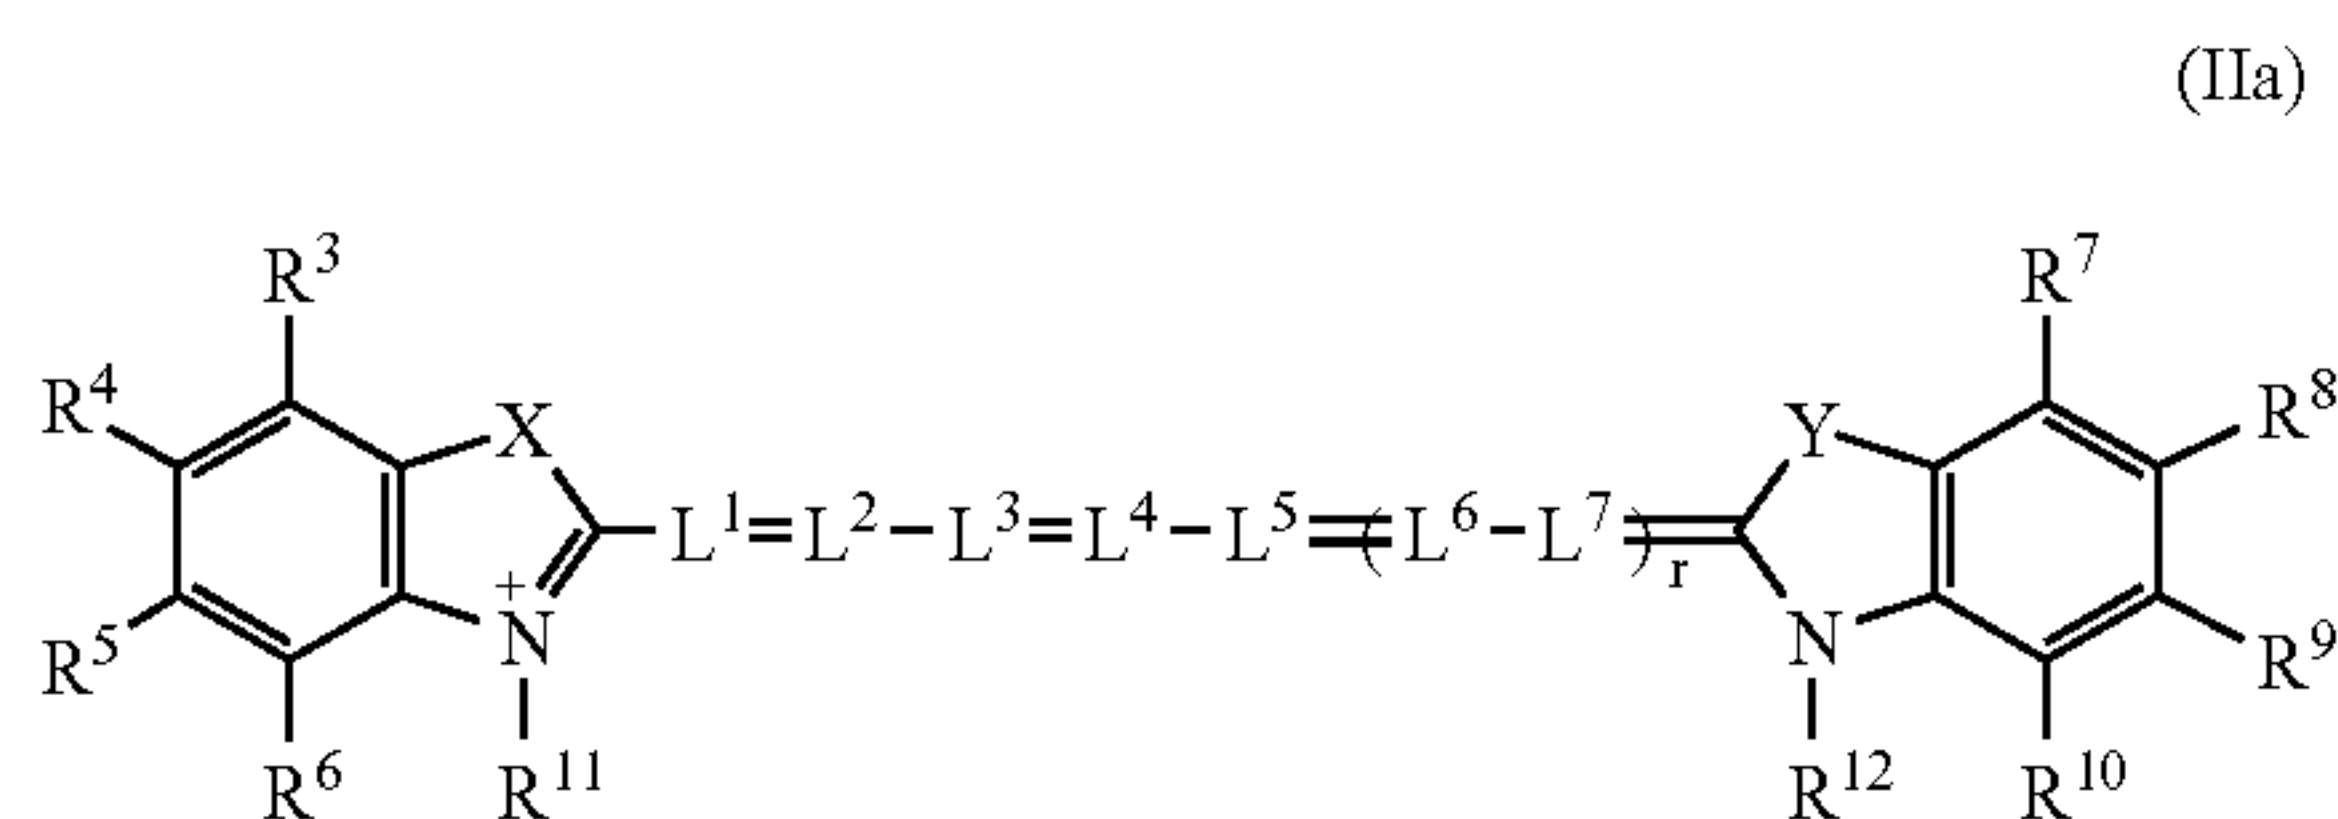 (IIa)
R³ R⁷
R⁴ X Y R⁸
L¹=L²–L³=L⁴–L⁵=(L⁶–L⁷=)r
R⁵ N⁺ N R⁹
R⁶ R¹¹ R¹² R¹⁰